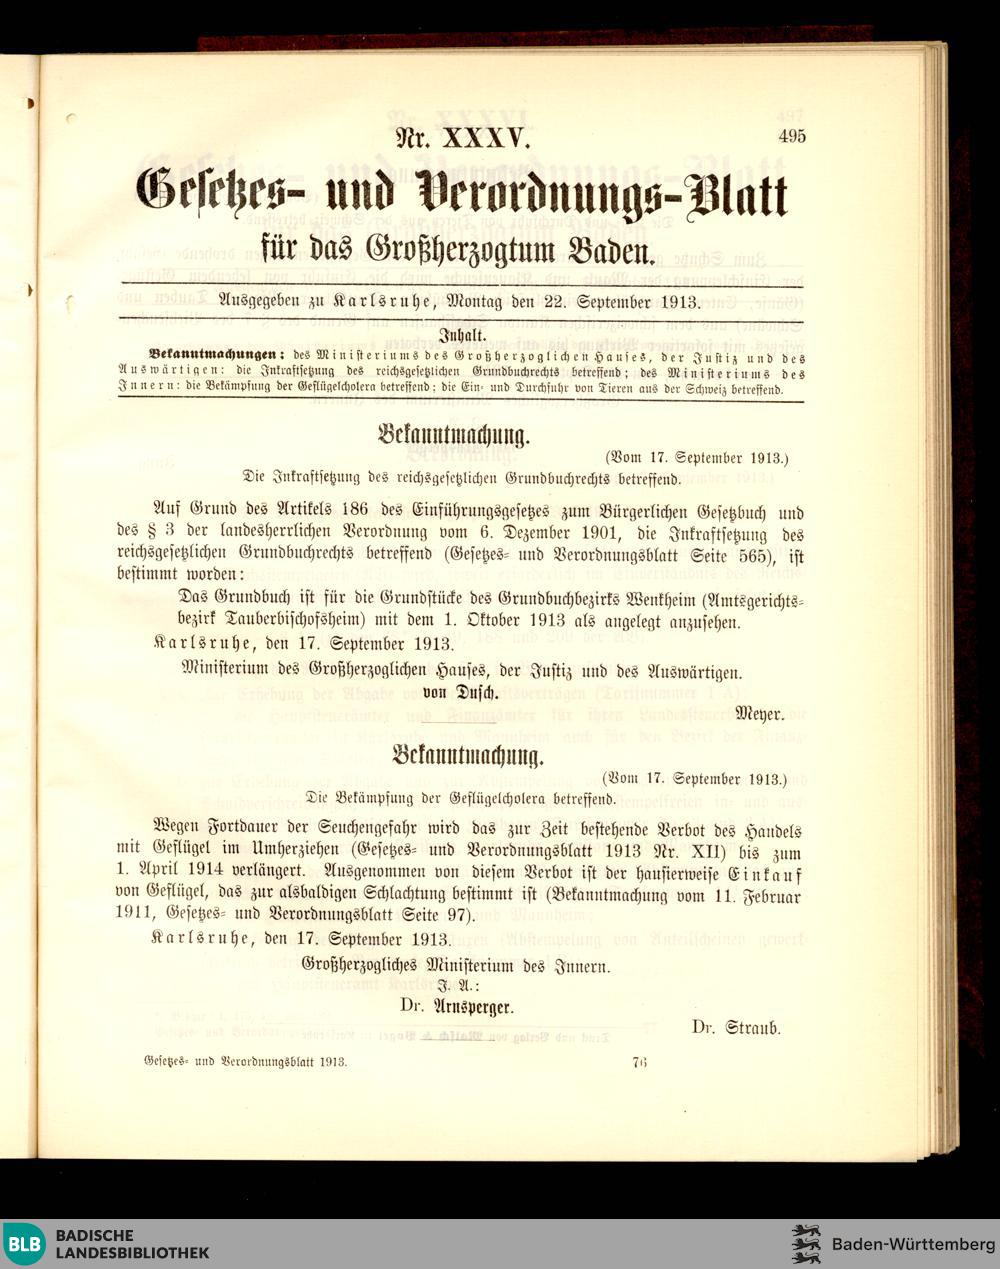 Nr. XXXV.
495
Gesetzes- und Verordnungs-Blatt
für das Großherzogtum Baden.
Ausgegeben zu Karlsruhe, Montag den 22. September 1913.
Inhalt.
Bekanntmachungen: des Ministeriums des Großherzoglichen Hauses, der Justiz und des
Auswärtigen: die Inkraftsetzung des reichsgesetzlichen Grundbuchrechts betreffend; des Ministeriums des
Innern: die Bekämpfung der Geflügelcholera betreffend; die Ein- und Durchfuhr von Tieren aus der Schweiz betreffend.
Bekanntmachung.
(Vom 17. September 1913.)
Die Inkraftsetzung des reichsgesetzlichen Grundbuchrechts betreffend.
Auf Grund des Artikels 186 des Einführungsgesetzes zum Bürgerlichen Gesetzbuch und
des § 3 der landesherrlichen Verordnung vom 6. Dezember 1901, die Inkraftsetzung des
reichsgesetzlichen Grundbuchrechts betreffend (Gesetzes- und Verordnungsblatt Seite 565), ist
bestimmt worden:
Das Grundbuch ist für die Grundstücke des Grundbuchbezirks Wenkheim (Amtsgerichts-
bezirk Tauberbischofsheim) mit dem 1. Oktober 1913 als angelegt anzusehen.
Karlsruhe, den 17. September 1913.
Ministerium des Großherzoglichen Hauses, der Justiz und des Auswärtigen.
von Dusch.
Meyer.
Bekanntmachung.
(Vom 17. September 1913.)
Die Bekämpfung der Geflügelcholera betreffend.
Wegen Fortdauer der Seuchengefahr wird das zur Zeit bestehende Verbot des Handels
mit Geflügel im Umherziehen (Gesetzes- und Verordnungsblatt 1913 Nr. XII) bis zum
1. April 1914 verlängert. Ausgenommen von diesem Verbot ist der hausierweise Einkauf
von Geflügel, das zur alsbaldigen Schlachtung bestimmt ist (Bekanntmachung vom 11. Februar
1911, Gesetzes- und Verordnungsblatt Seite 97).
Karlsruhe, den 17. September 1913.
Großherzogliches Ministerium des Innern.
J. A.:
Dr. Arnsperger.
Dr. Straub.
Gesetzes- und Verordnungsblatt 1913.
76
BLB
BADISCHE
LANDESBIBLIOTHEK
Baden-Württemberg